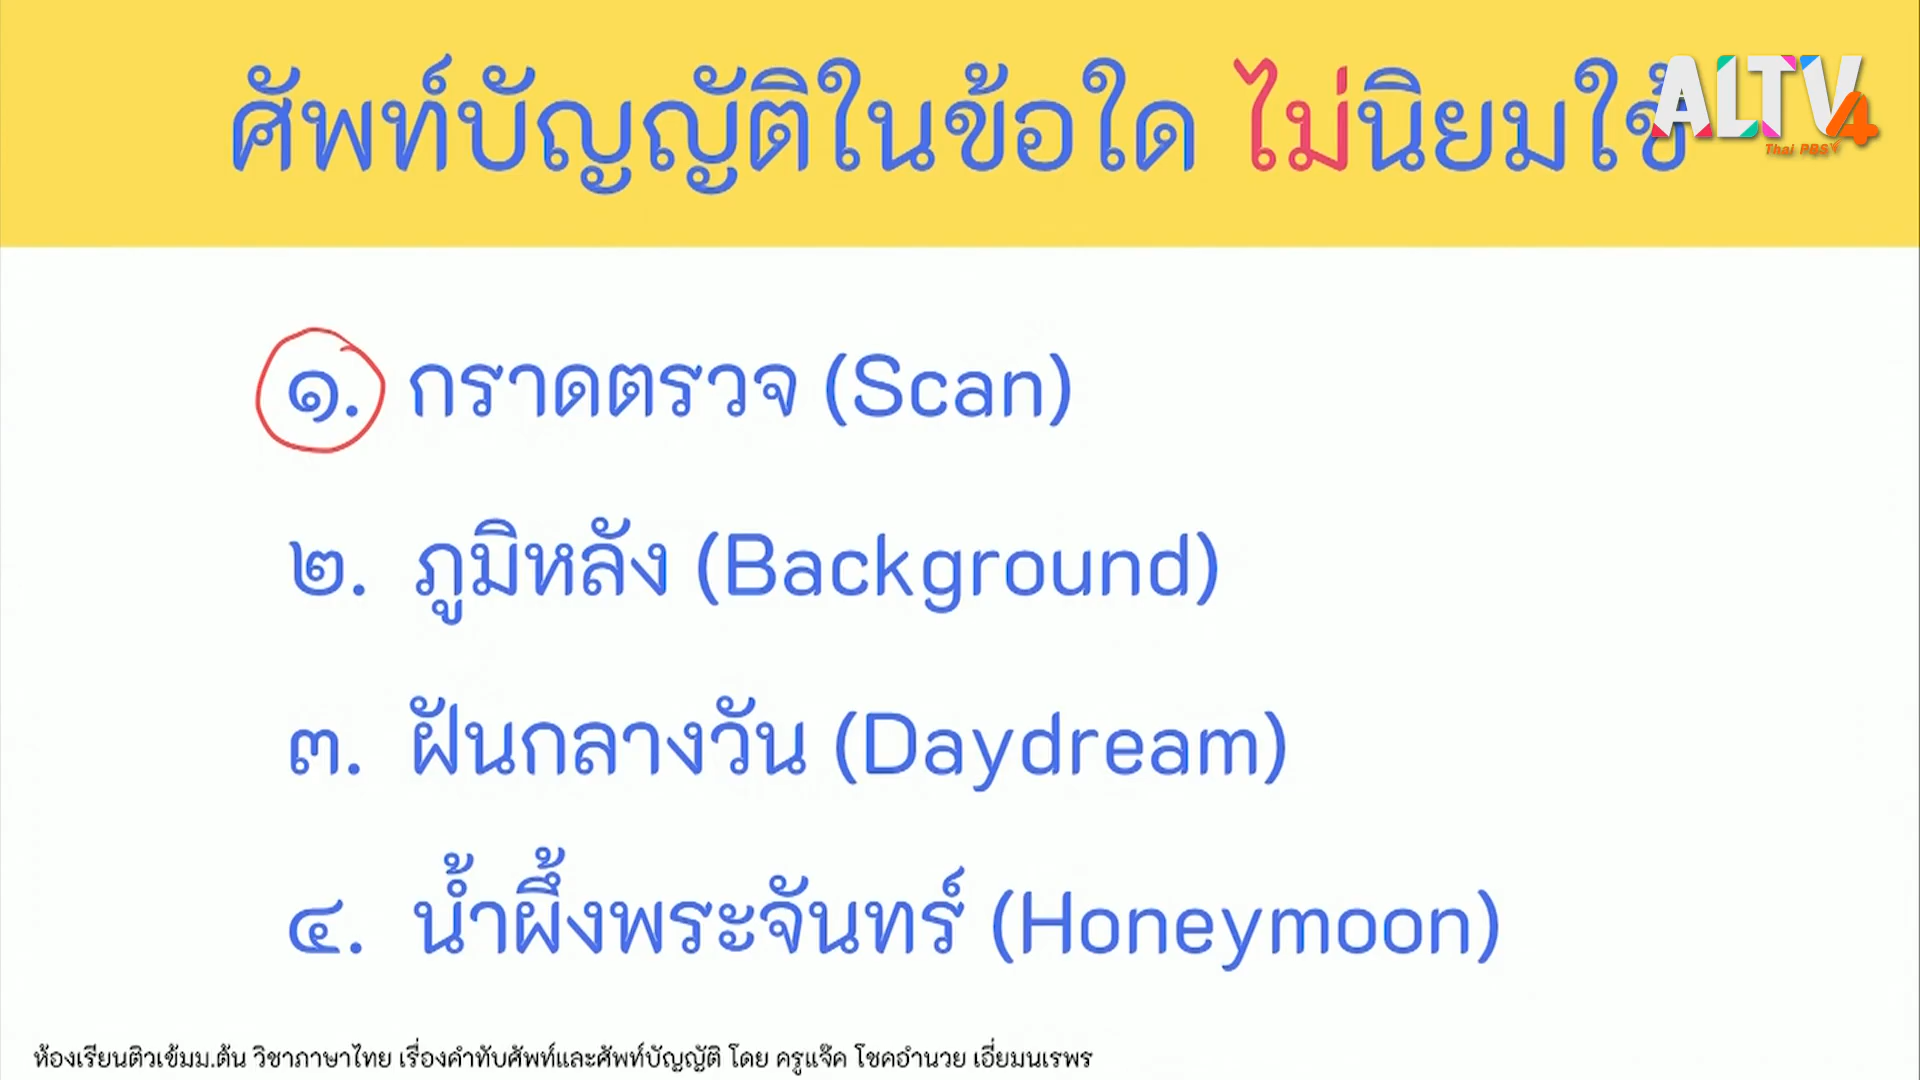 ศัพท์บัญญัติในข้อใด ไม่นิยมใช้
ALTV4
Thai PBS
๑. กราดตรวจ (Scan)
๒. ภูมิหลัง (Background)
๓. ฝันกลางวัน (Daydream)
๔. น้ำผึ้งพระจันทร์ (Honeymoon)
ห้องเรียนติวเข้มม.ต้น วิชาภาษาไทย เรื่องคำทับศัพท์และศัพท์บัญญัติ โดย ครูแจ๊ค โชคอำนวย เอี่ยมนเรพร